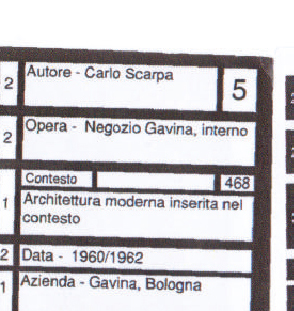 2 Autore - Carlo Scarpa 5
2 Opera - Negozio Gavina, interno
Contesto 468
1 Architettura moderna inserita nel
contesto
2 Data - 1960/1962
1 Azienda - Gavina, Bologna